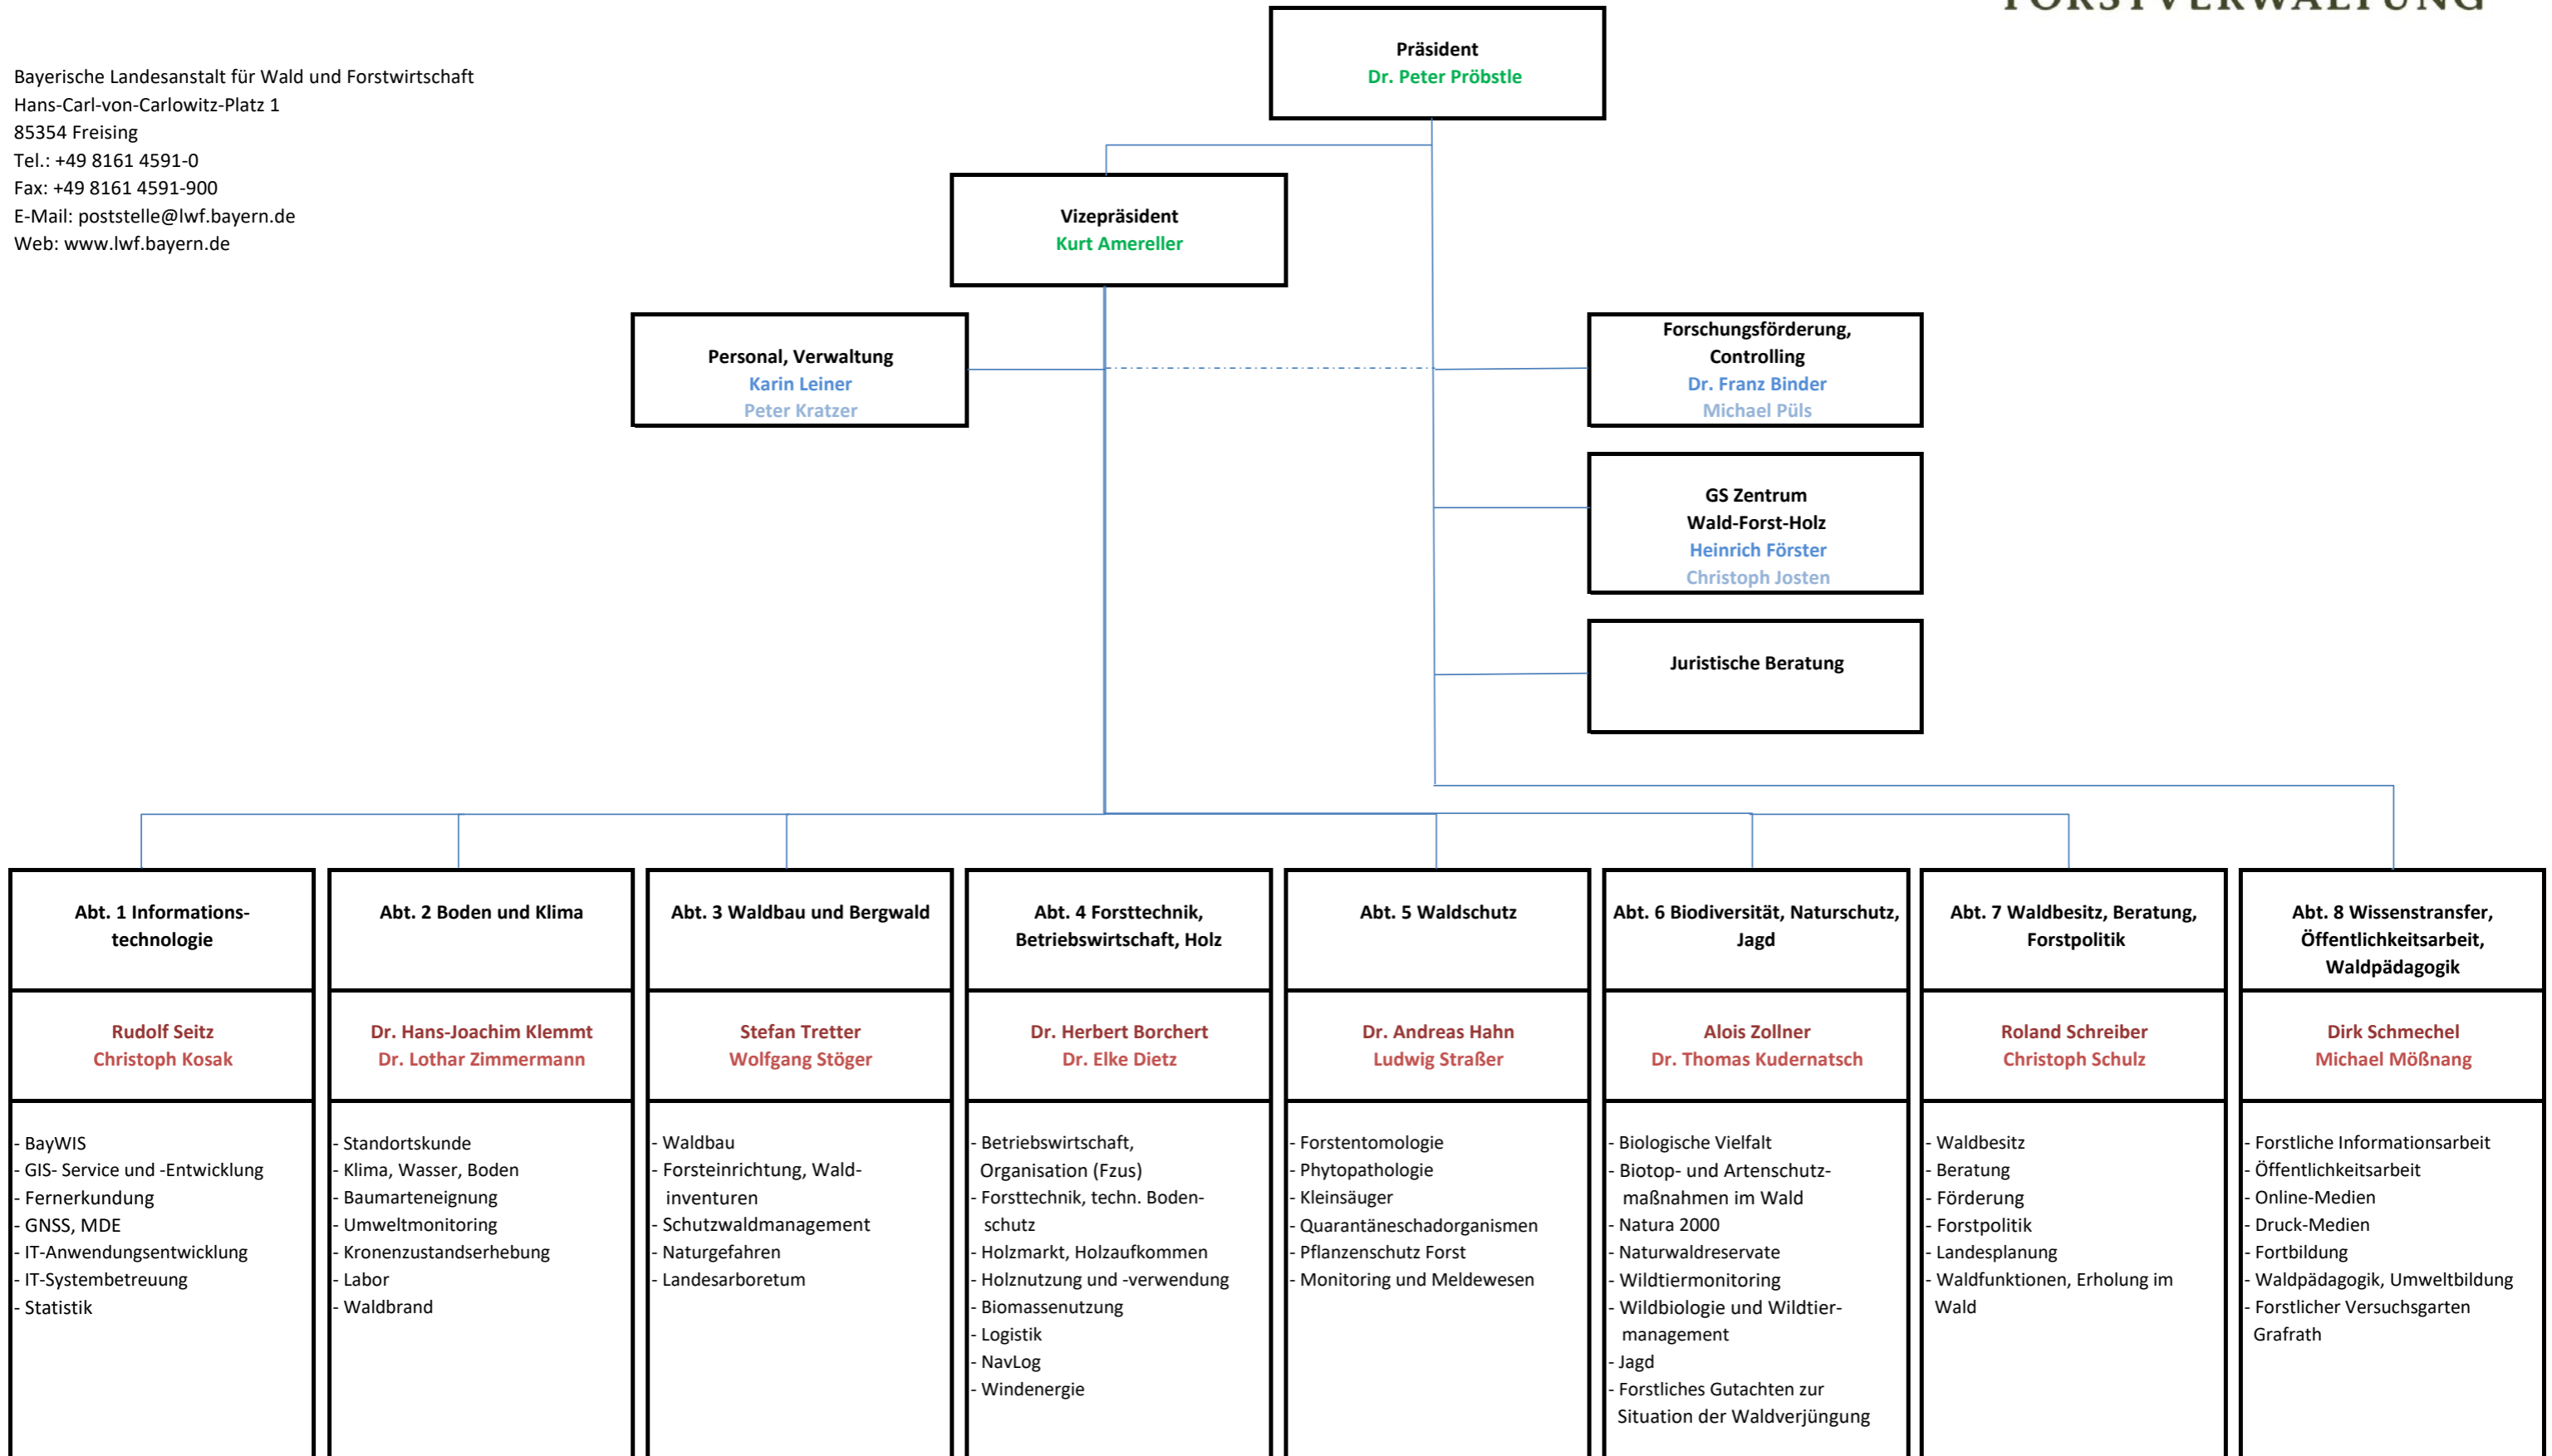 FORSTVERWALTUNG
Bayerische Landesanstalt für Wald und Forstwirtschaft
Hans-Carl-von-Carlowitz-Platz 1
85354 Freising
Tel.: +49 8161 4591-0
Fax: +49 8161 4591-900
E-Mail: poststelle@lwf.bayern.de
Web: www.lwf.bayern.de
Präsident
Dr. Peter Pröbstle
Vizepräsident
Kurt Amereller
Personal, Verwaltung
Karin Leiner
Peter Kratzer
Forschungsförderung,
Controlling
Dr. Franz Binder
Michael Püls
GS Zentrum
Wald-Forst-Holz
Heinrich Förster
Christoph Josten
Juristische Beratung
Abt. 1 Informations-
technologie
Rudolf Seitz
Christoph Kosak
- BayWIS
- GIS- Service und -Entwicklung
- Fernerkundung
- GNSS, MDE
- IT-Anwendungsentwicklung
- IT-Systembetreuung
- Statistik
Abt. 2 Boden und Klima
Dr. Hans-Joachim Klemmt
Dr. Lothar Zimmermann
- Standortskunde
- Klima, Wasser, Boden
- Baumarteneignung
- Umweltmonitoring
- Kronenzustandserhebung
- Labor
- Waldbrand
Abt. 3 Waldbau und Bergwald
Stefan Tretter
Wolfgang Stöger
- Waldbau
- Forsteinrichtung, Wald-
inventuren
- Schutzwaldmanagement
- Naturgefahren
- Landesarboretum
Abt. 4 Forsttechnik,
Betriebswirtschaft, Holz
Dr. Herbert Borchert
Dr. Elke Dietz
- Betriebswirtschaft,
Organisation (Fzus)
- Forsttechnik, techn. Boden-
schutz
- Holzmarkt, Holzaufkommen
- Holznutzung und -verwendung
- Biomassenutzung
- Logistik
- NavLog
- Windenergie
Abt. 5 Waldschutz
Dr. Andreas Hahn
Ludwig Straßer
- Forstentomologie
- Phytopathologie
- Kleinsäuger
- Quarantäneschadorganismen
- Pflanzenschutz Forst
- Monitoring und Meldewesen
Abt. 6 Biodiversität, Naturschutz,
Jagd
Alois Zollner
Dr. Thomas Kudernatsch
- Biologische Vielfalt
- Biotop- und Artenschutz-
maßnahmen im Wald
- Natura 2000
- Naturwaldreservate
- Wildtiermonitoring
- Wildbiologie und Wildtier-
management
- Jagd
- Forstliches Gutachten zur
Situation der Waldverjüngung
Abt. 7 Waldbesitz, Beratung,
Forstpolitik
Roland Schreiber
Christoph Schulz
- Waldbesitz
- Beratung
- Förderung
- Forstpolitik
- Landesplanung
- Waldfunktionen, Erholung im
Wald
Abt. 8 Wissenstransfer,
Öffentlichkeitsarbeit,
Waldpädagogik
Dirk Schmechel
Michael Mößnang
- Forstliche Informationsarbeit
- Öffentlichkeitsarbeit
- Online-Medien
- Druck-Medien
- Fortbildung
- Waldpädagogik, Umweltbildung
- Forstlicher Versuchsgarten
Grafrath